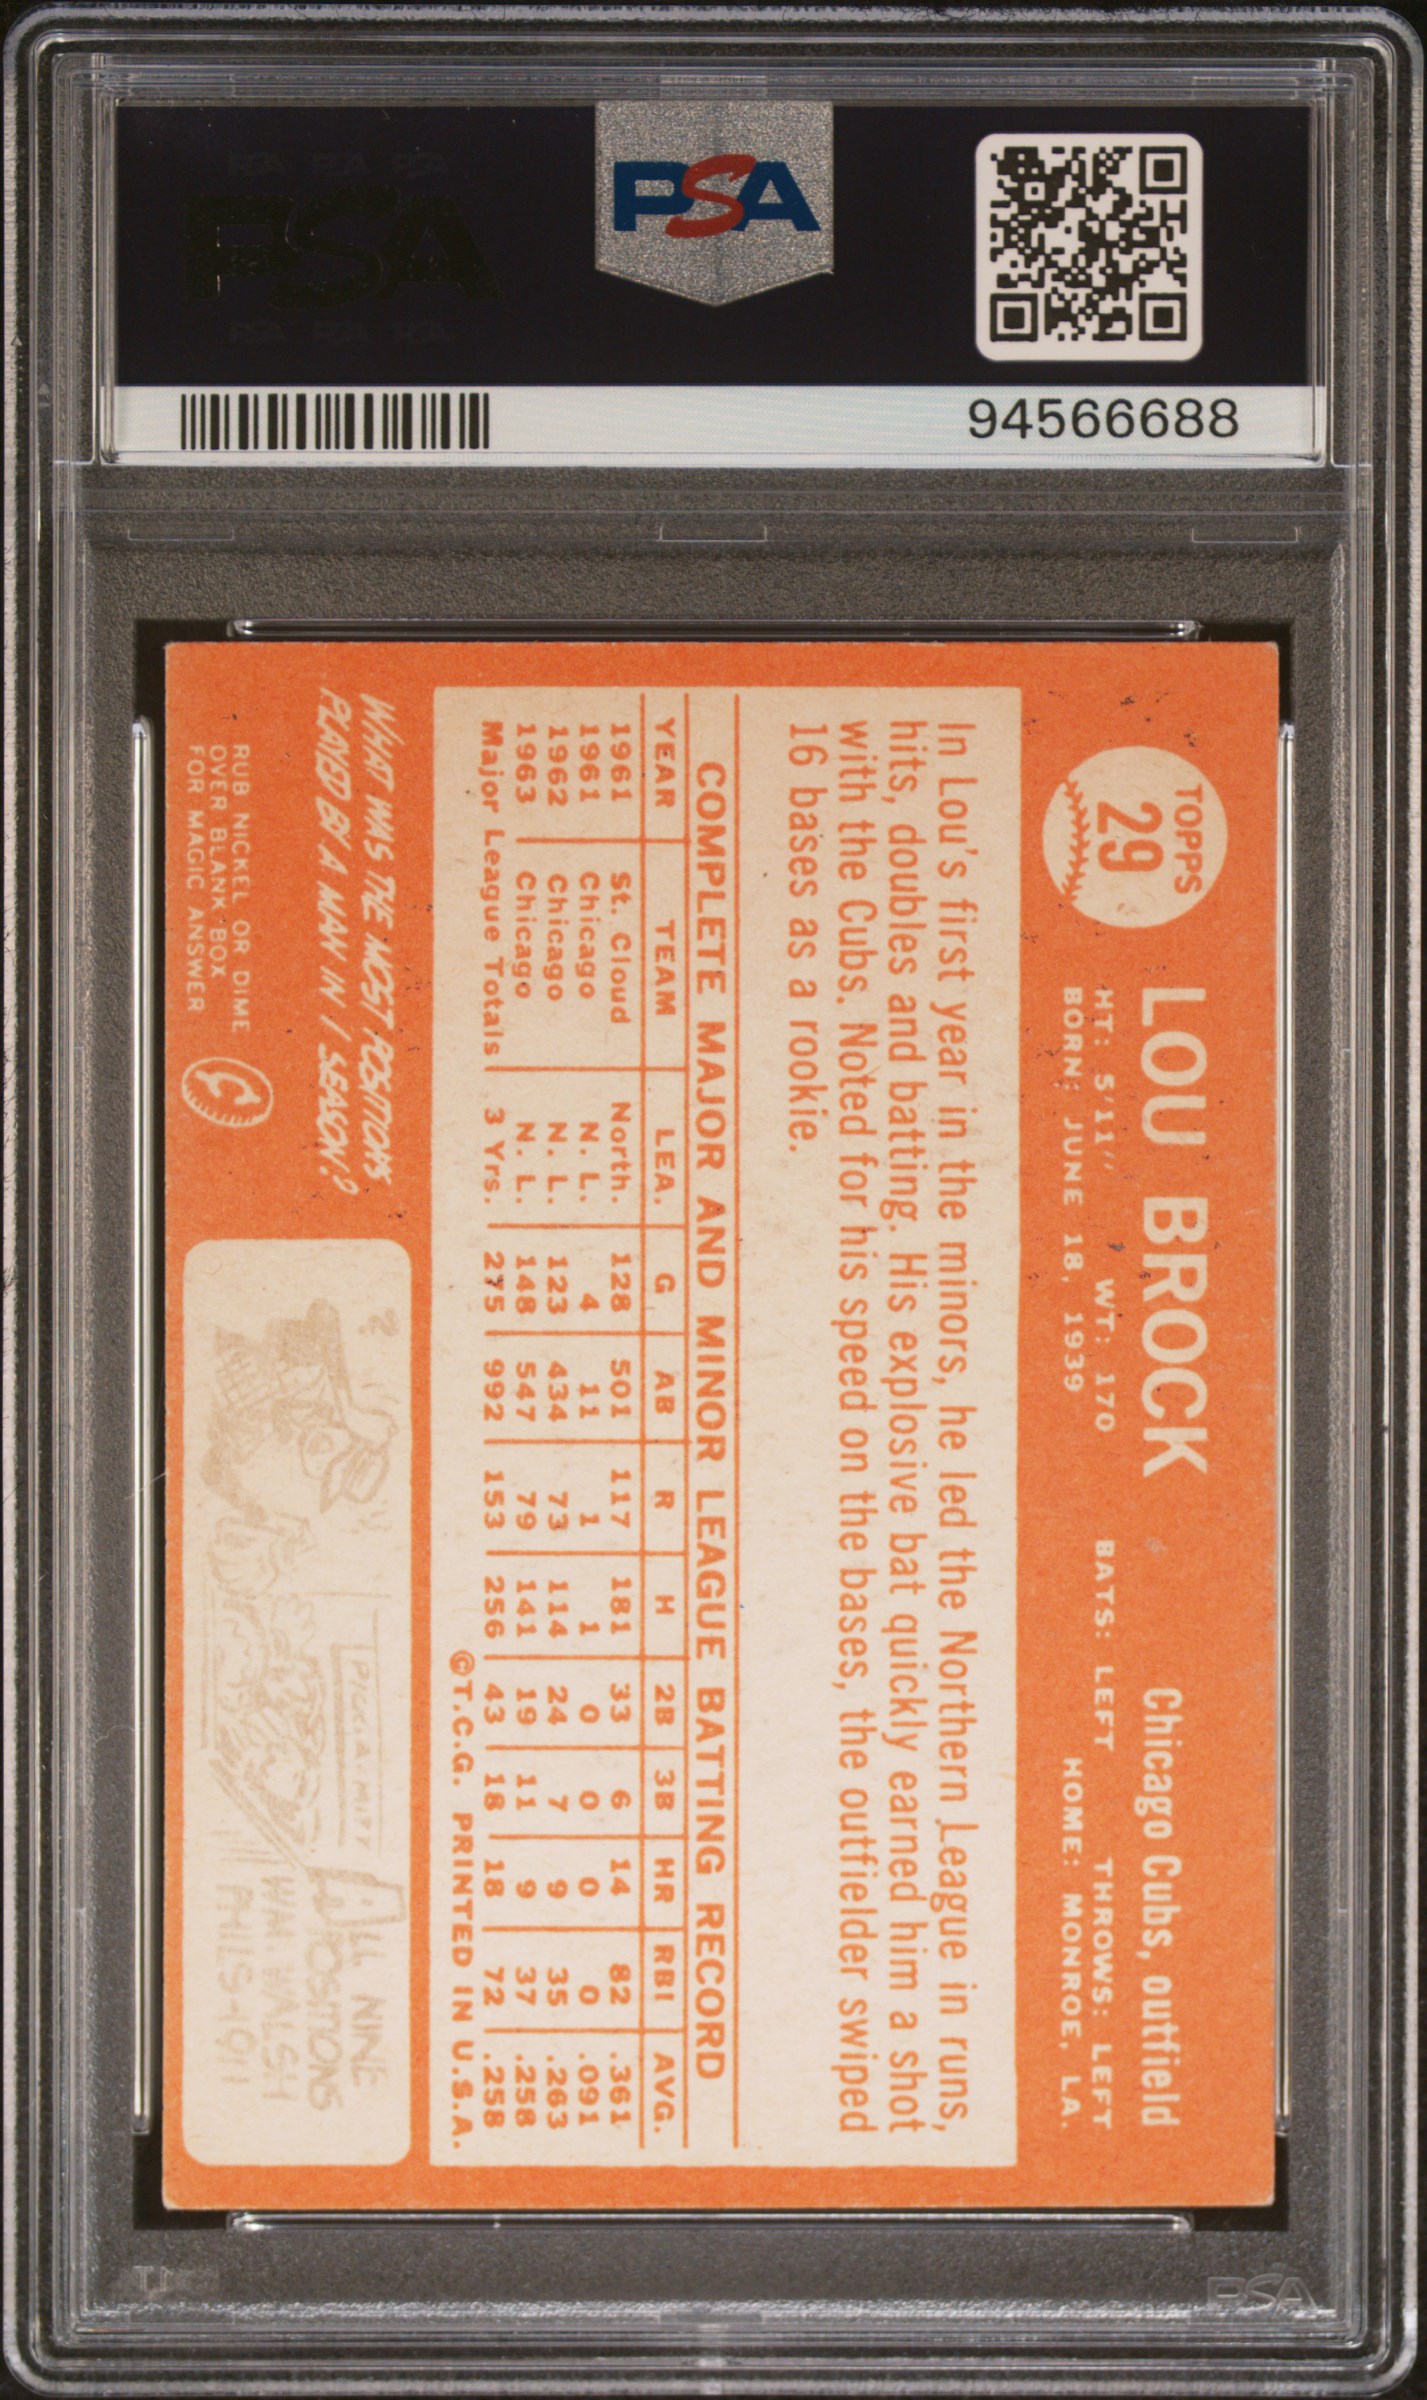 PSA
PSA PSA PSA
PSA
PSA PSA PSA
94566688
TOPPS
29
LOU BROCK
Chicago Cubs, outfield
HT: 5'11" WT: 170 BATS: LEFT THROWS: LEFT
BORN: JUNE 18, 1939 HOME: MONROE, LA.
In Lou's first year in the minors, he led the Northern League in runs,
hits, doubles and batting. His explosive bat quickly earned him a shot
with the Cubs. Noted for his speed on the bases, the outfielder swiped
16 bases as a rookie.
COMPLETE MAJOR AND MINOR LEAGUE BATTING RECORD
YEAR TEAM LEA. G AB R H 2B 3B HR RBI AVG.
1961 St. Cloud North. 128 501 117 181 33 6 14 82 .361
1961 Chicago N. L. 4 11 1 1 0 0 0 0 .091
1962 Chicago N. L. 123 434 73 114 24 7 9 35 .263
1963 Chicago N. L. 148 547 79 141 19 11 9 37 .258
Major League Totals 3 Yrs. 275 992 153 256 43 18 18 72 .258
©T.C.G. PRINTED IN U.S.A.
WHAT WAS THE MOST POSITIONS
PLAYED BY A MAN IN 1 SEASON?
RUB NICKEL OR DIME
OVER BLANK BOX
FOR MAGIC ANSWER
?
ALL NINE
POSITIONS
WM. WALSH
PHILS-1911
PSA